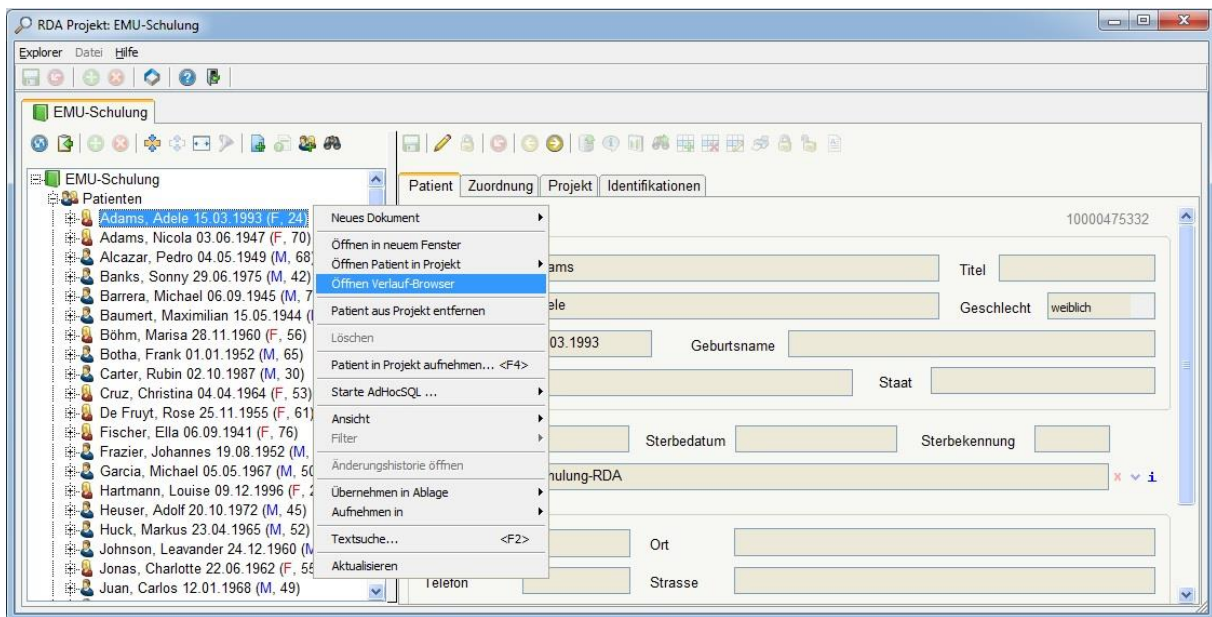 RDA Projekt: EMU-Schulung
Explorer Datei Hilfe
EMU-Schulung
EMU-Schulung
Patienten
Adams, Adele 15.03.1993 (F, 24)
Adams, Nicola 03.06.1947 (F, 70)
Alcazar, Pedro 04.05.1949 (M, 68)
Banks, Sonny 29.06.1975 (M, 42)
Barrera, Michael 06.09.1945 (M, 7
Baumert, Maximilian 15.05.1944 (
Böhm, Marisa 28.11.1960 (F, 56)
Botha, Frank 01.01.1952 (M, 65)
Carter, Rubin 02.10.1987 (M, 30)
Cruz, Christina 04.04.1964 (F, 53)
De Fruyt, Rose 25.11.1955 (F, 61)
Fischer, Ella 06.09.1941 (F, 76)
Frazier, Johannes 19.08.1952 (M,
Garcia, Michael 05.05.1967 (M, 50
Hartmann, Louise 09.12.1996 (F, 2
Heuser, Adolf 20.10.1972 (M, 45)
Huck, Markus 23.04.1965 (M, 52)
Johnson, Leavander 24.12.1960 (M
Jonas, Charlotte 22.06.1962 (F, 55
Juan, Carlos 12.01.1968 (M, 49)
Neues Dokument
Öffnen in neuem Fenster
Öffnen Patient in Projekt
Öffnen Verlauf-Browser
Patient aus Projekt entfernen
Löschen
Patient in Projekt aufnehmen... <F4>
Starte AdHocSQL ...
Ansicht
Filter
Änderungshistorie öffnen
Übernehmen in Ablage
Aufnehmen in
Textsuche... <F2>
Aktualisieren
Patient Zuordnung Projekt Identifikationen
10000475332
ams Titel
ele Geschlecht weiblich
03.1993 Geburtsname
Staat
Sterbedatum Sterbekennung
hulung-RDA
Ort
Telefon Strasse